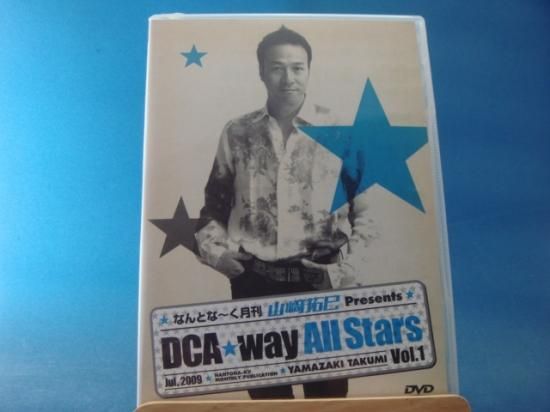 なんとな〜く月刊 山﨑拓巳 Presents
DCA★way All Stars
Jul, 2009 ★ NANTONA-KU MONTHLY PUBLICATION ★ YAMAZAKI TAKUMI Vol.1
DVD